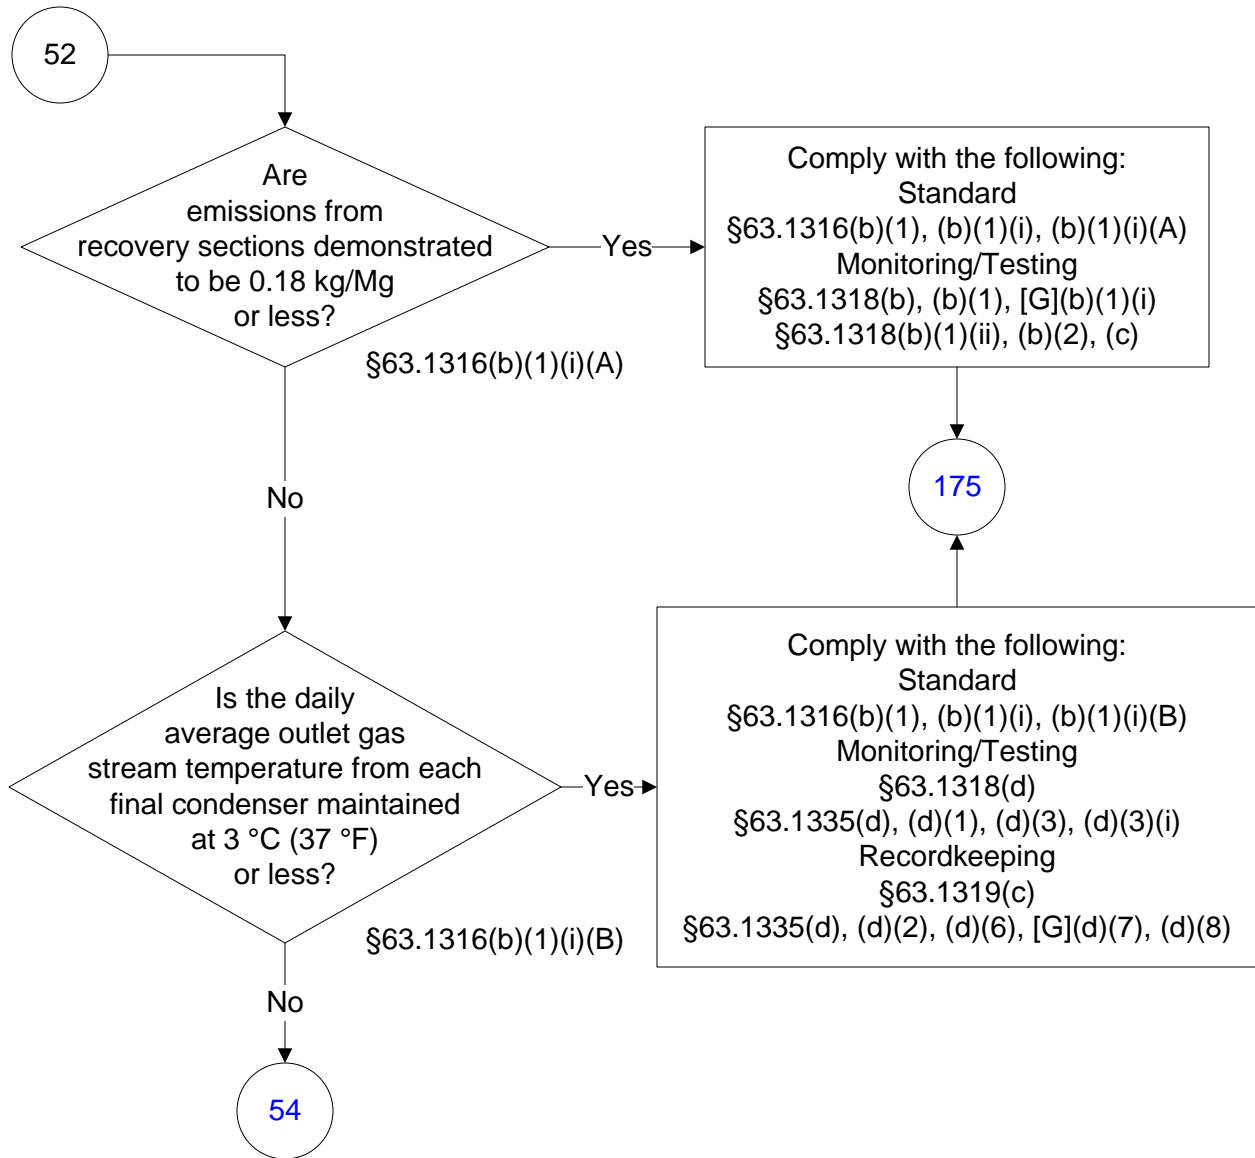 52
Are
emissions from
recovery sections demonstrated
to be 0.18 kg/Mg
or less?
§63.1316(b)(1)(i)(A)
Yes
Comply with the following:
Standard
§63.1316(b)(1), (b)(1)(i), (b)(1)(i)(A)
Monitoring/Testing
§63.1318(b), (b)(1), [G](b)(1)(i)
§63.1318(b)(1)(ii), (b)(2), (c)
175
No
Is the daily
average outlet gas
stream temperature from each
final condenser maintained
at 3 °C (37 °F)
or less?
§63.1316(b)(1)(i)(B)
Yes
Comply with the following:
Standard
§63.1316(b)(1), (b)(1)(i), (b)(1)(i)(B)
Monitoring/Testing
§63.1318(d)
§63.1335(d), (d)(1), (d)(3), (d)(3)(i)
Recordkeeping
§63.1319(c)
§63.1335(d), (d)(2), (d)(6), [G](d)(7), (d)(8)
No
54